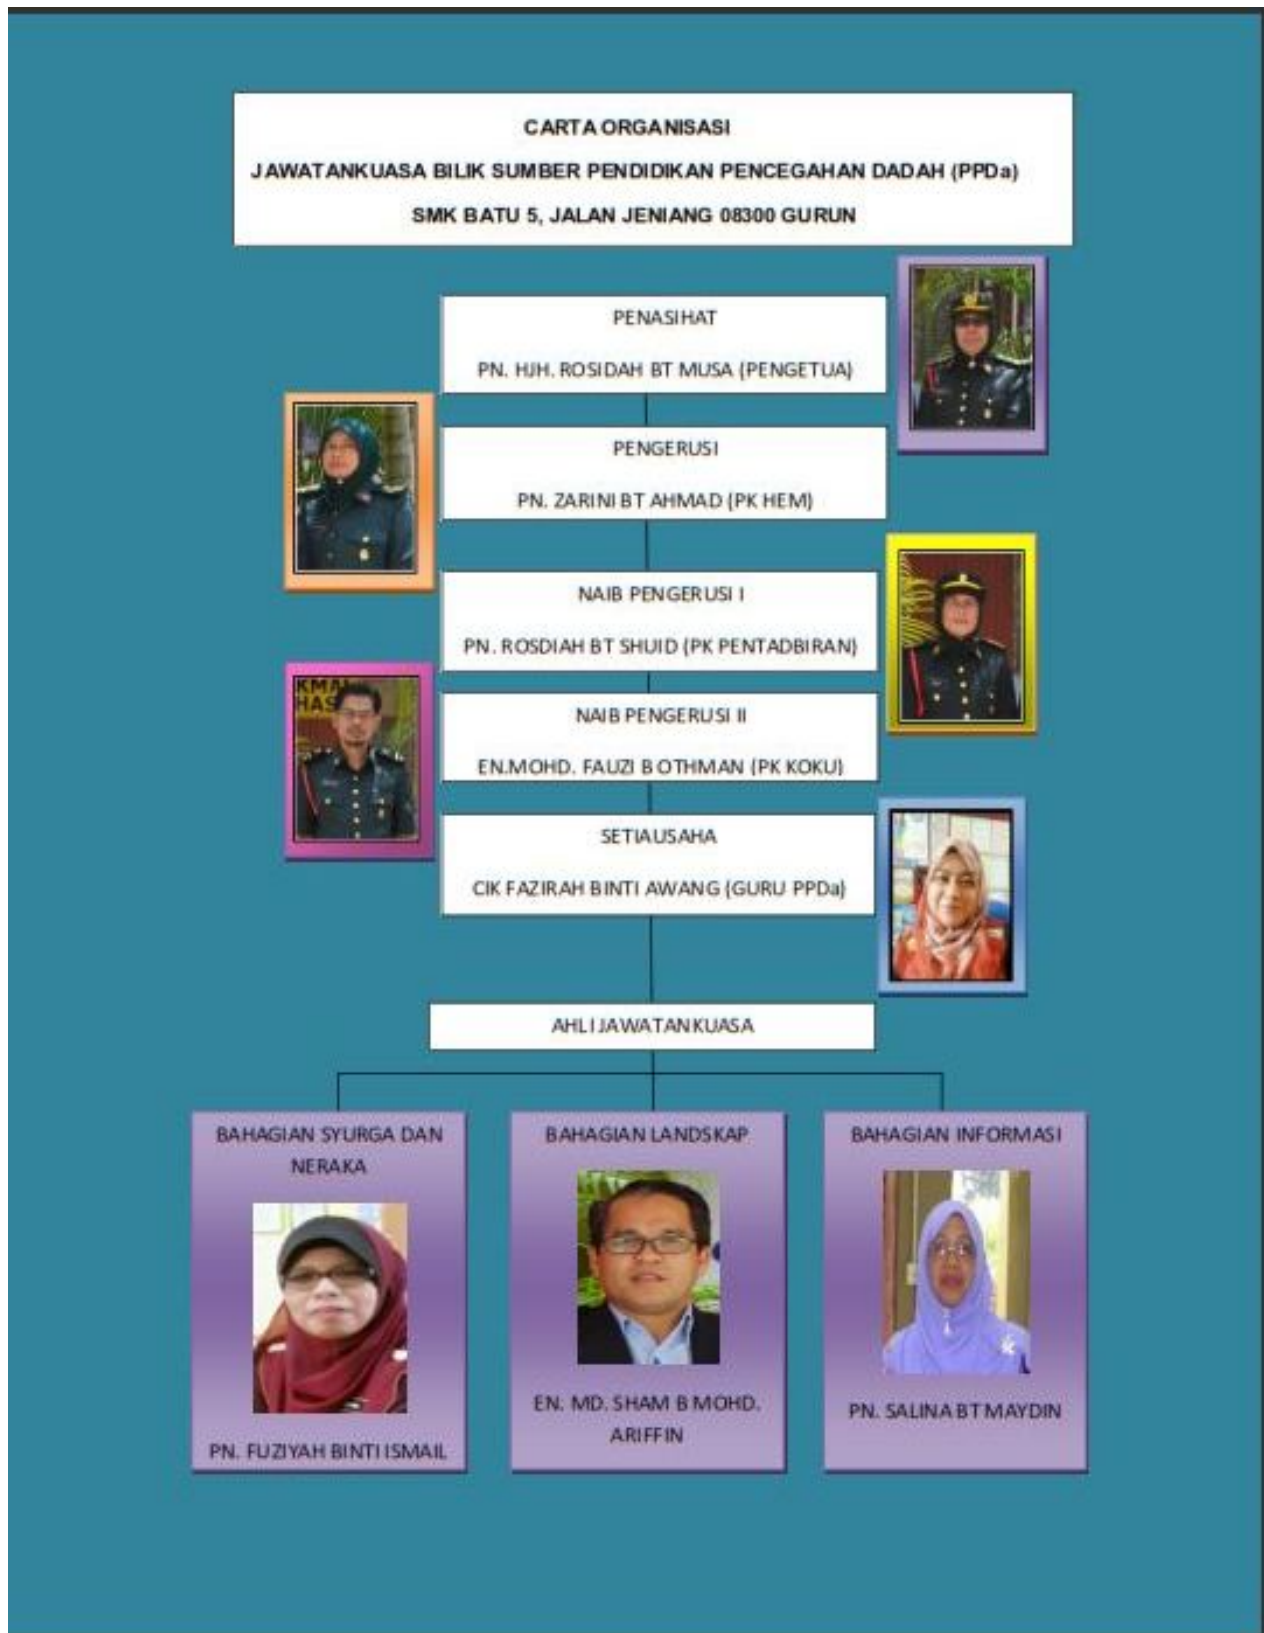 CARTA ORGANISASI
JAWATANKUASA BILIK SUMBER PENDIDIKAN PENCEGAHAN DADAH (PPDa)
SMK BATU 5, JALAN JENIANG 08300 GURUN
PENASIHAT
PN. HJH. ROSIDAH BT MUSA (PENGETUA)
PENGERUSI
PN. ZARINI BT AHMAD (PK HEM)
NAIB PENGERUSI I
PN. ROSDIAH BT SHUID (PK PENTADBIRAN)
KMAL
HAS
NAIB PENGERUSI II
EN.MOHD. FAUZI B OTHMAN (PK KOKU)
SETIAUSAHA
CIK FAZIRAH BINTI AWANG (GURU PPDa)
AHLI JAWATANKUASA
BAHAGIAN SYURGA DAN
NERAKA
PN. FUZIYAH BINTI ISMAIL
BAHAGIAN LANDSKAP
EN. MD. SHAM B MOHD.
ARIFFIN
BAHAGIAN INFORMASI
PN. SALINA BT MAYDIN